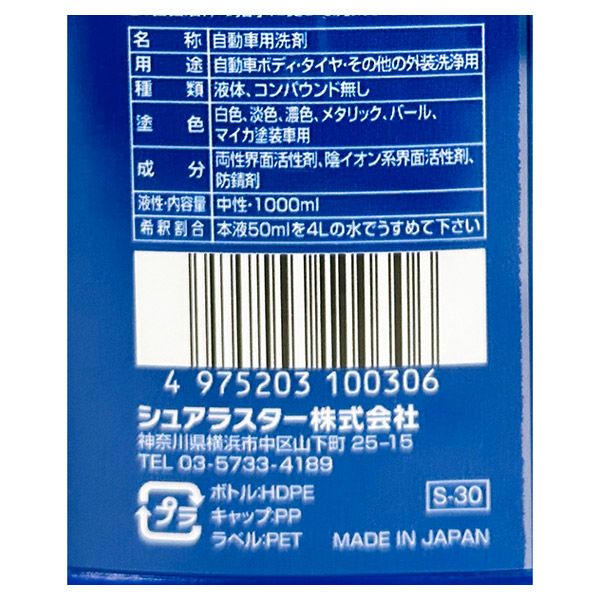 名称 自動車用洗剤
用途 自動車ボディ・タイヤ・その他の外装洗浄用
種類 液体、コンパウンド無し
塗色 白色、淡色、濃色、メタリック、パール、
マイカ塗装車用
成分 両性界面活性剤、陰イオン系界面活性剤、
防錆剤
液性・内容量 中性・1000ml
希釈割合 本液50mlを4Lの水でうすめて下さい
4 975203 100306
シュアラスター株式会社
神奈川県横浜市中区山下町 25-15
TEL 03-5733-4189
プラ
ボトル:HDPE
キャップ:PP
ラベル:PET
S-30
MADE IN JAPAN